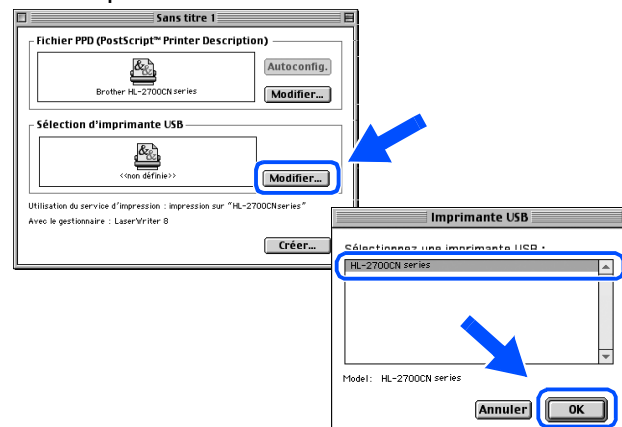 Sans titre 1
Fichier PPD (PostScript™ Printer Description)
Autoconfig.
Brother HL-2700CN series
Modifier...
Sélection d'imprimante USB
<<non définie>>
Modifier...
Utilisation du service d'impression : impression sur "HL-2700CNseries"
Avec le gestionnaire : LaserWriter 8
Créer...
Imprimante USB
Sélectionnez une imprimante USB :
HL-2700CN series
Model: HL-2700CN series
Annuler
OK